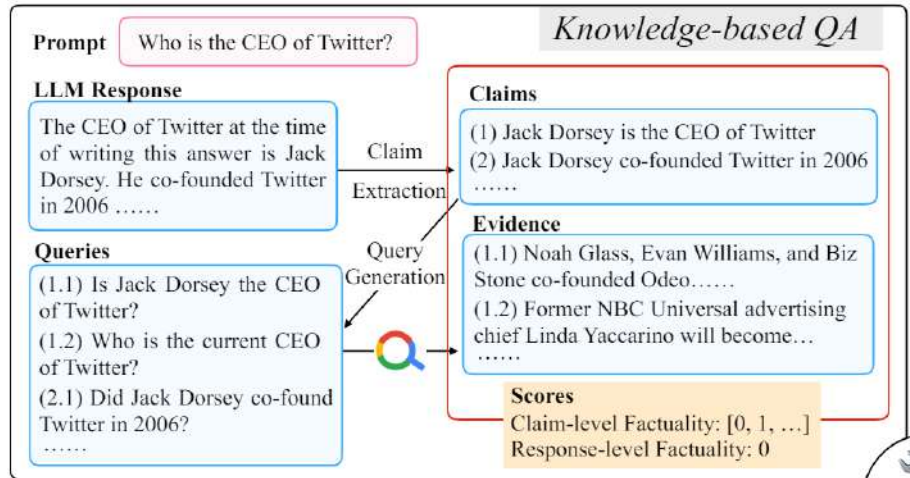 Knowledge-based QA
Prompt
Who is the CEO of Twitter?
LLM Response
The CEO of Twitter at the time
of writing this answer is Jack
Dorsey. He co-founded Twitter
in 2006 ......
Claim
Extraction
Claims
(1) Jack Dorsey is the CEO of Twitter
(2) Jack Dorsey co-founded Twitter in 2006
......
Query
Generation
Queries
(1.1) Is Jack Dorsey the CEO
of Twitter?
(1.2) Who is the current CEO
of Twitter?
(2.1) Did Jack Dorsey co-found
Twitter in 2006?
......
Evidence
(1.1) Noah Glass, Evan Williams, and Biz
Stone co-founded Odeo......
(1.2) Former NBC Universal advertising
chief Linda Yaccarino will become...
......
Scores
Claim-level Factuality: [0, 1, ...]
Response-level Factuality: 0